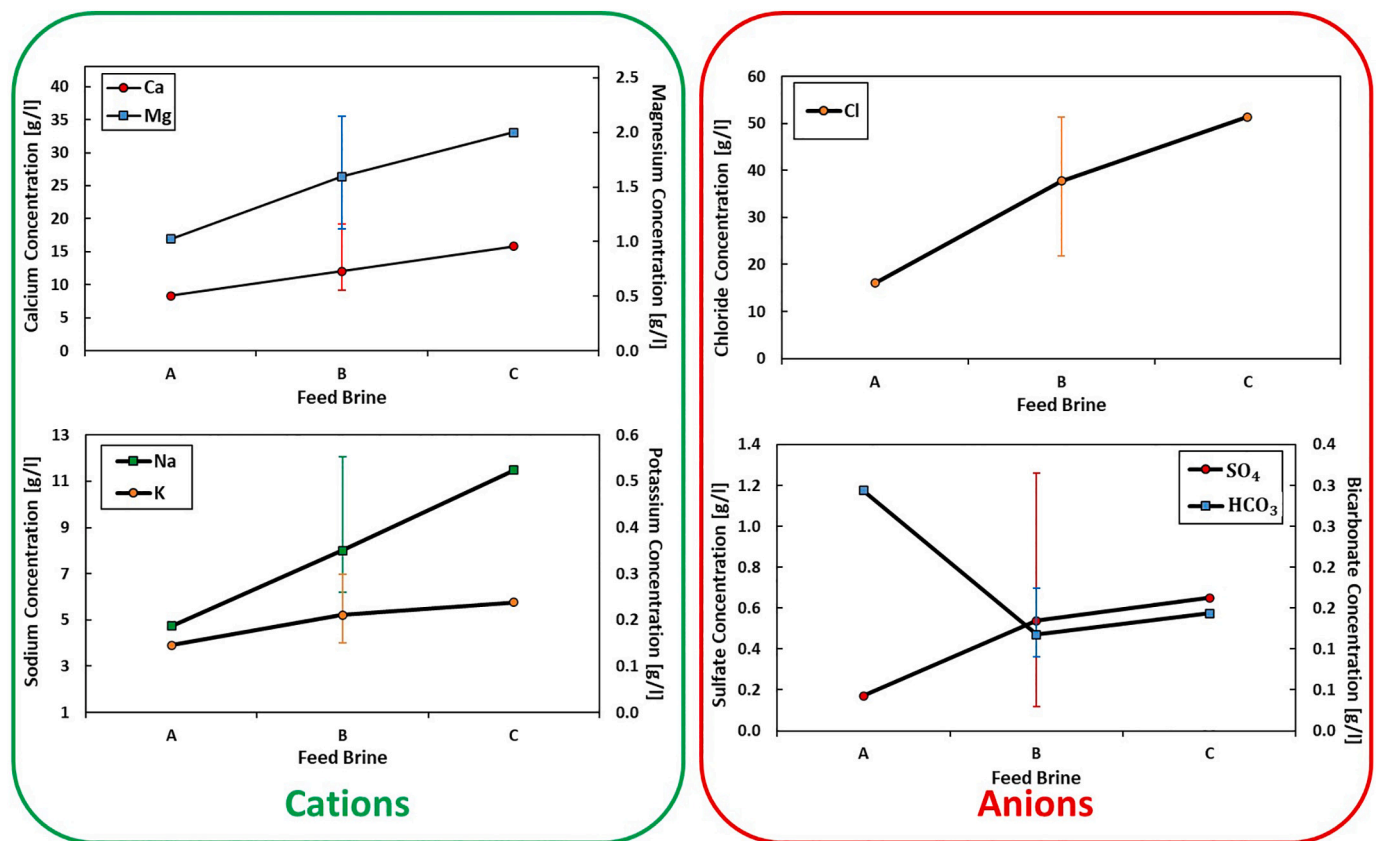 Calcium Concentration [g/l]
40
35
30
25
20
15
10
5
0
Ca
Mg
2.5
2.0
1.5
1.0
0.5
0.0
Magnesium Concentration [g/l]
A
B
C
Feed Brine
Sodium Concentration [g/l]
13
11
9
7
5
3
1
Na
K
0.6
0.5
0.4
0.3
0.2
0.1
0.0
Potassium Concentration [g/l]
A
B
C
Feed Brine
Cations
Chloride Concentration [g/l]
60
50
40
30
20
10
0
Cl
A
B
C
Feed Brine
Sulfate Concentration [g/l]
1.4
1.2
1.0
0.8
0.6
0.4
0.2
0.0
SO₄
HCO₃
0.4
0.3
0.3
0.2
0.2
0.1
0.1
0.0
Bicarbonate Concentration [g/l]
A
B
C
Feed Brine
Anions